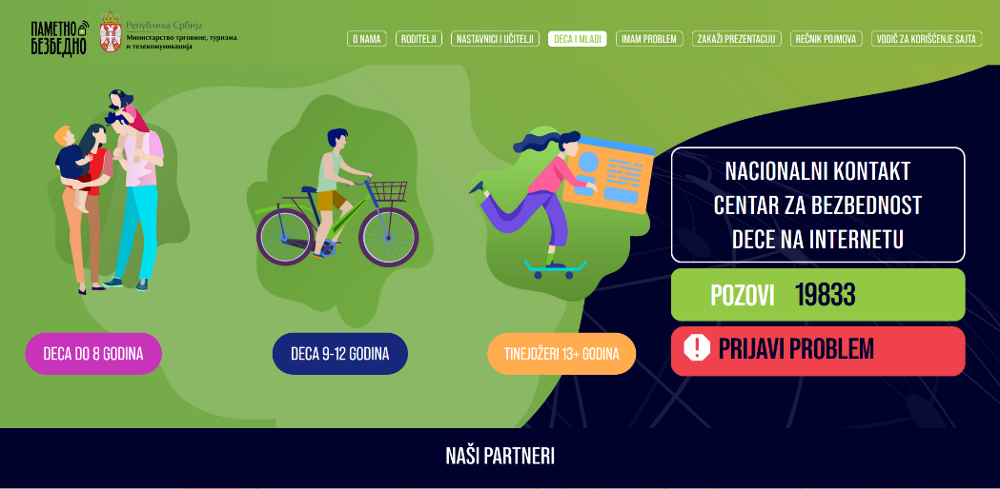 ПАМЕТНО
БЕЗБЕДНО
Република Србија
Министарство трговине, туризма
и телекомуникација
O NAMA
RODITELJI
NASTAVNICI I UČITELJI
DECA I MLADI
IMAM PROBLEM
ZAKAŽI PREZENTACIJU
REČNIK POJMOVA
VODIČ ZA KORIŠĆENJE SAJTA
NACIONALNI KONTAKT
CENTAR ZA BEZBEDNOST
DECE NA INTERNETU
POZOVI 19833
PRIJAVI PROBLEM
DECA DO 8 GODINA
DECA 9-12 GODINA
TINEJDŽERI 13+ GODINA
NAŠI PARTNERI